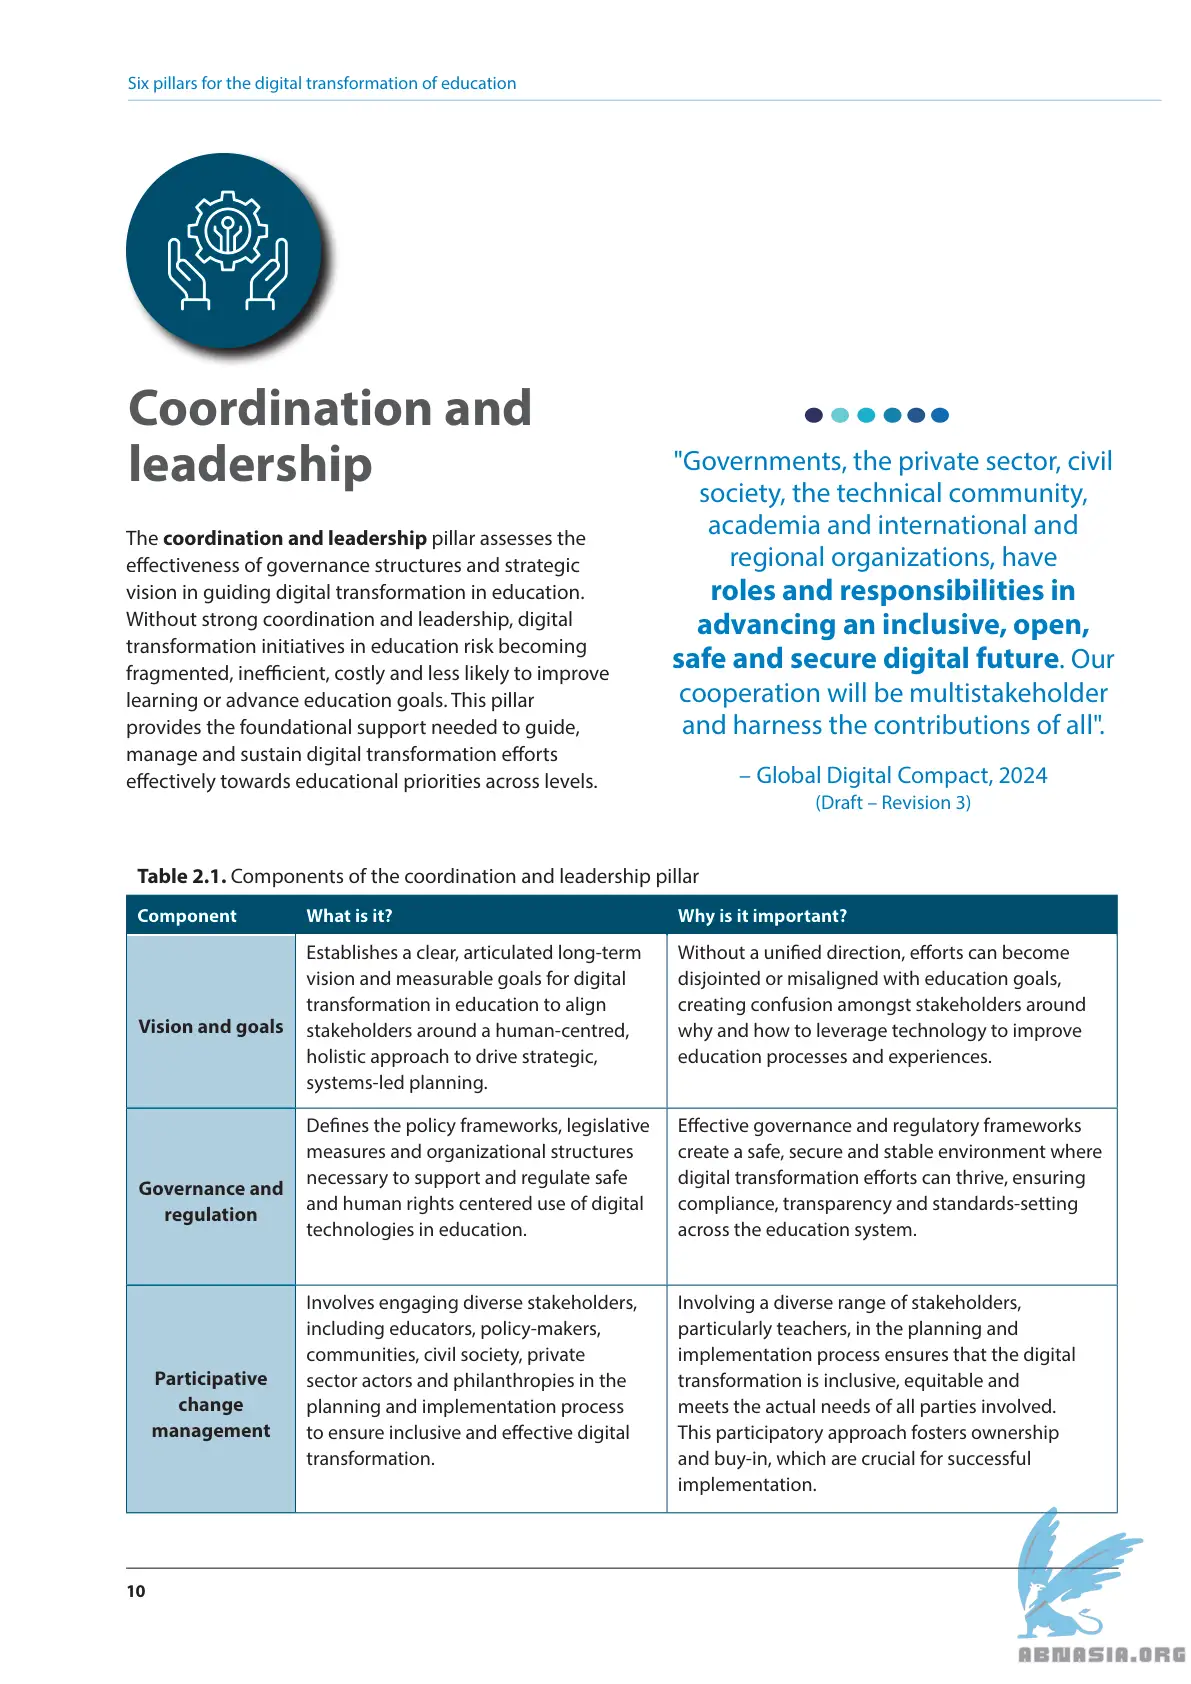 Six pillars for the digital transformation of education
Coordination and
leadership
The coordination and leadership pillar assesses the
effectiveness of governance structures and strategic
vision in guiding digital transformation in education.
Without strong coordination and leadership, digital
transformation initiatives in education risk becoming
fragmented, inefficient, costly and less likely to improve
learning or advance education goals. This pillar
provides the foundational support needed to guide,
manage and sustain digital transformation efforts
effectively towards educational priorities across levels.
"Governments, the private sector, civil
society, the technical community,
academia and international and
regional organizations, have
roles and responsibilities in
advancing an inclusive, open,
safe and secure digital future. Our
cooperation will be multistakeholder
and harness the contributions of all".
– Global Digital Compact, 2024
(Draft – Revision 3)
Table 2.1. Components of the coordination and leadership pillar
Component
What is it?
Why is it important?
Vision and goals
Establishes a clear, articulated long-term
vision and measurable goals for digital
transformation in education to align
stakeholders around a human-centred,
holistic approach to drive strategic,
systems-led planning.
Without a unified direction, efforts can become
disjointed or misaligned with education goals,
creating confusion amongst stakeholders around
why and how to leverage technology to improve
education processes and experiences.
Governance and
regulation
Defines the policy frameworks, legislative
measures and organizational structures
necessary to support and regulate safe
and human rights centered use of digital
technologies in education.
Effective governance and regulatory frameworks
create a safe, secure and stable environment where
digital transformation efforts can thrive, ensuring
compliance, transparency and standards-setting
across the education system.
Participative
change
management
Involves engaging diverse stakeholders,
including educators, policy-makers,
communities, civil society, private
sector actors and philanthropies in the
planning and implementation process
to ensure inclusive and effective digital
transformation.
Involving a diverse range of stakeholders,
particularly teachers, in the planning and
implementation process ensures that the digital
transformation is inclusive, equitable and
meets the actual needs of all parties involved.
This participatory approach fosters ownership
and buy-in, which are crucial for successful
implementation.
10
ABNASIA.ORG